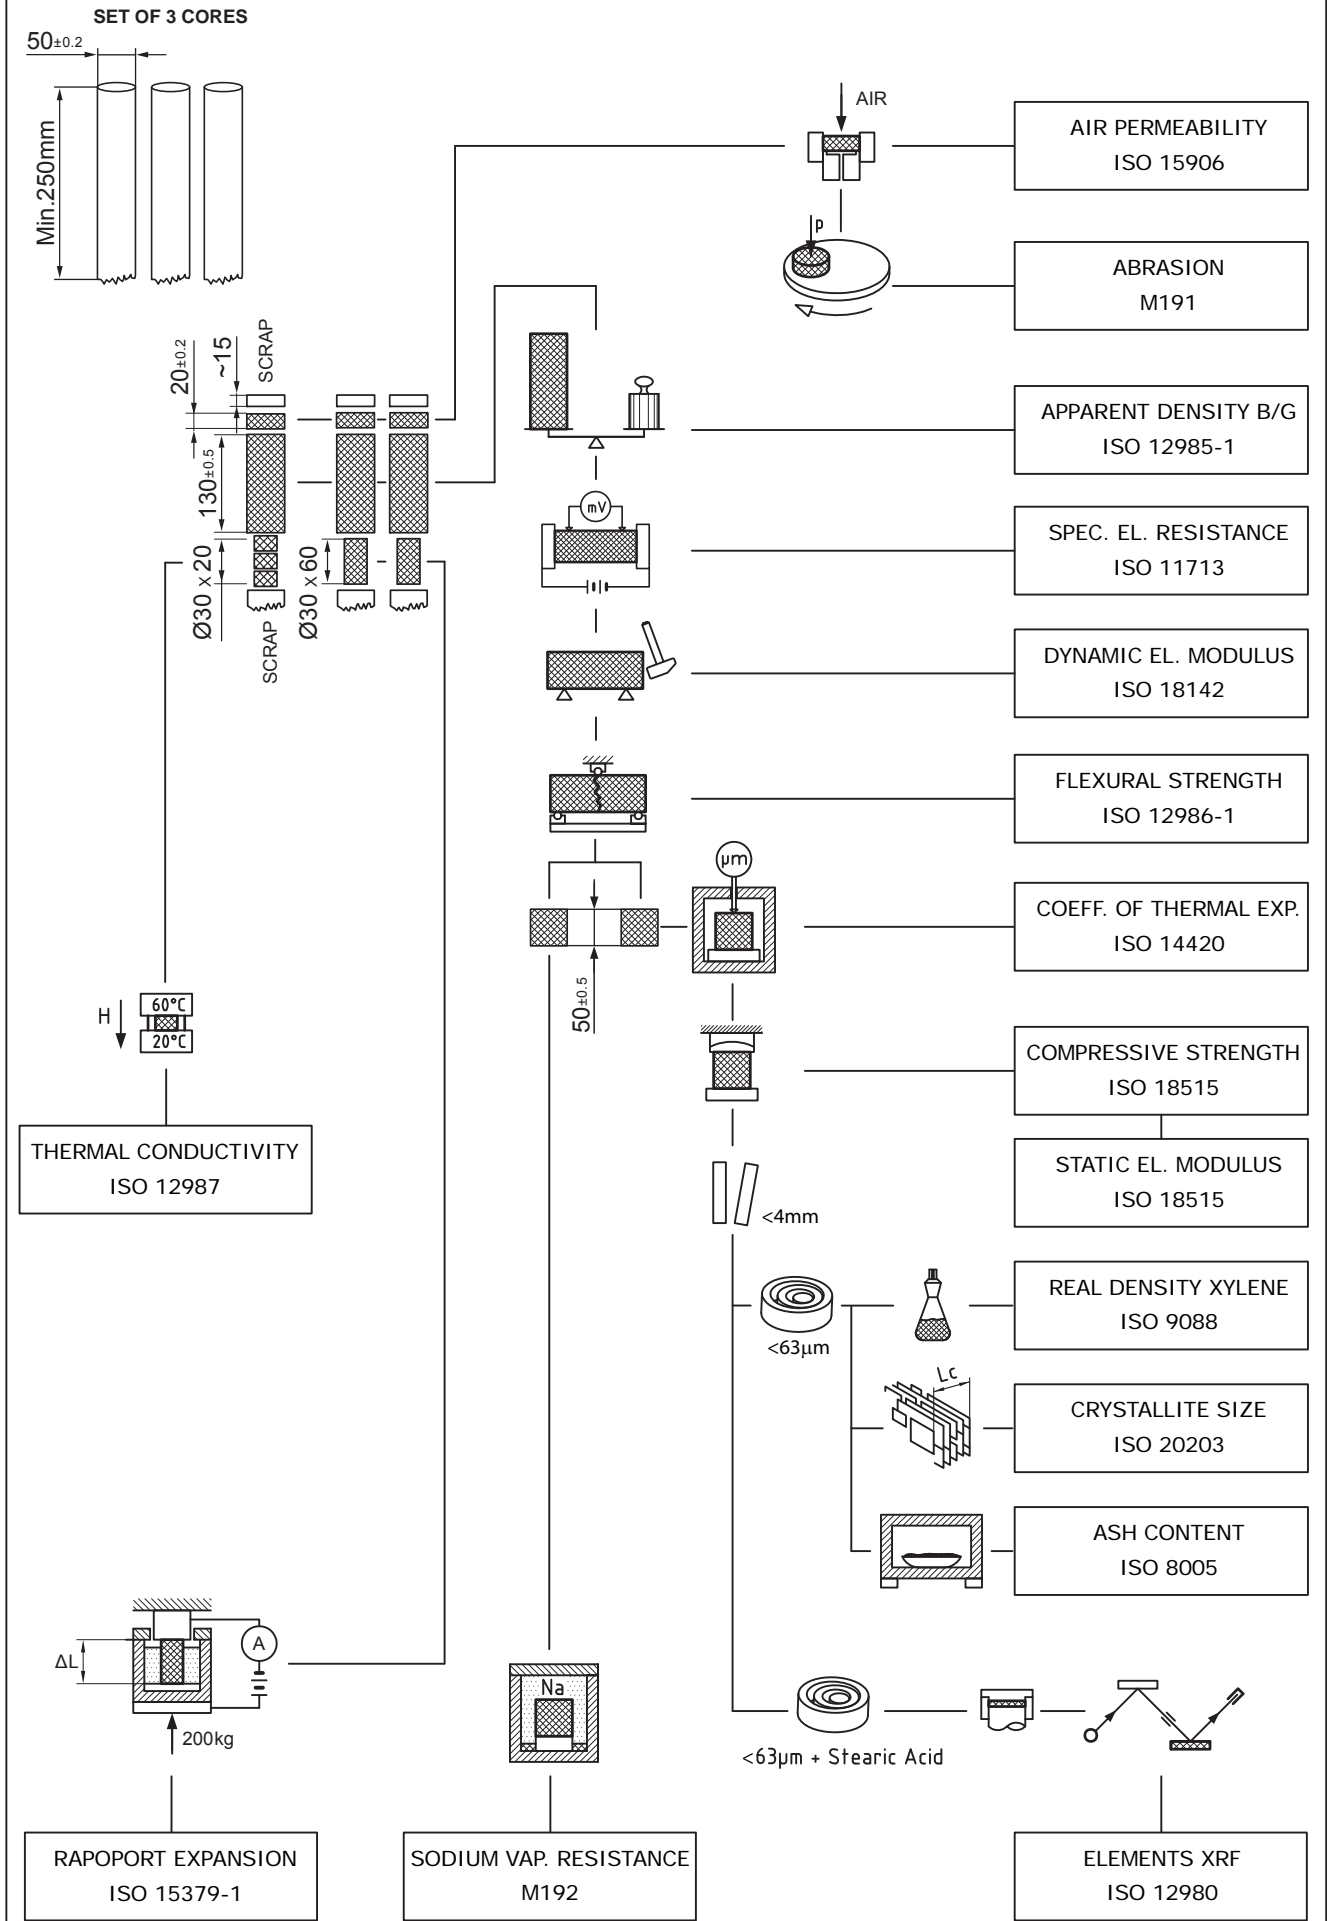 SET OF 3 CORES
50±0.2
Min.250mm
AIR
AIR PERMEABILITY
ISO 15906
p
ABRASION
M191
20±0.2
~15
SCRAP
APPARENT DENSITY B/G
ISO 12985-1
130±0.5
mV
SPEC. EL. RESISTANCE
ISO 11713
Ø30 x 20
Ø30 x 60
SCRAP
DYNAMIC EL. MODULUS
ISO 18142
FLEXURAL STRENGTH
ISO 12986-1
µm
COEFF. OF THERMAL EXP.
ISO 14420
50±0.5
H
60°C
20°C
COMPRESSIVE STRENGTH
ISO 18515
THERMAL CONDUCTIVITY
ISO 12987
STATIC EL. MODULUS
ISO 18515
<4mm
REAL DENSITY XYLENE
ISO 9088
<63µm
Lc
CRYSTALLITE SIZE
ISO 20203
ASH CONTENT
ISO 8005
A
ΔL
Na
200kg
<63µm + Stearic Acid
RAPOPORT EXPANSION
ISO 15379-1
SODIUM VAP. RESISTANCE
M192
ELEMENTS XRF
ISO 12980